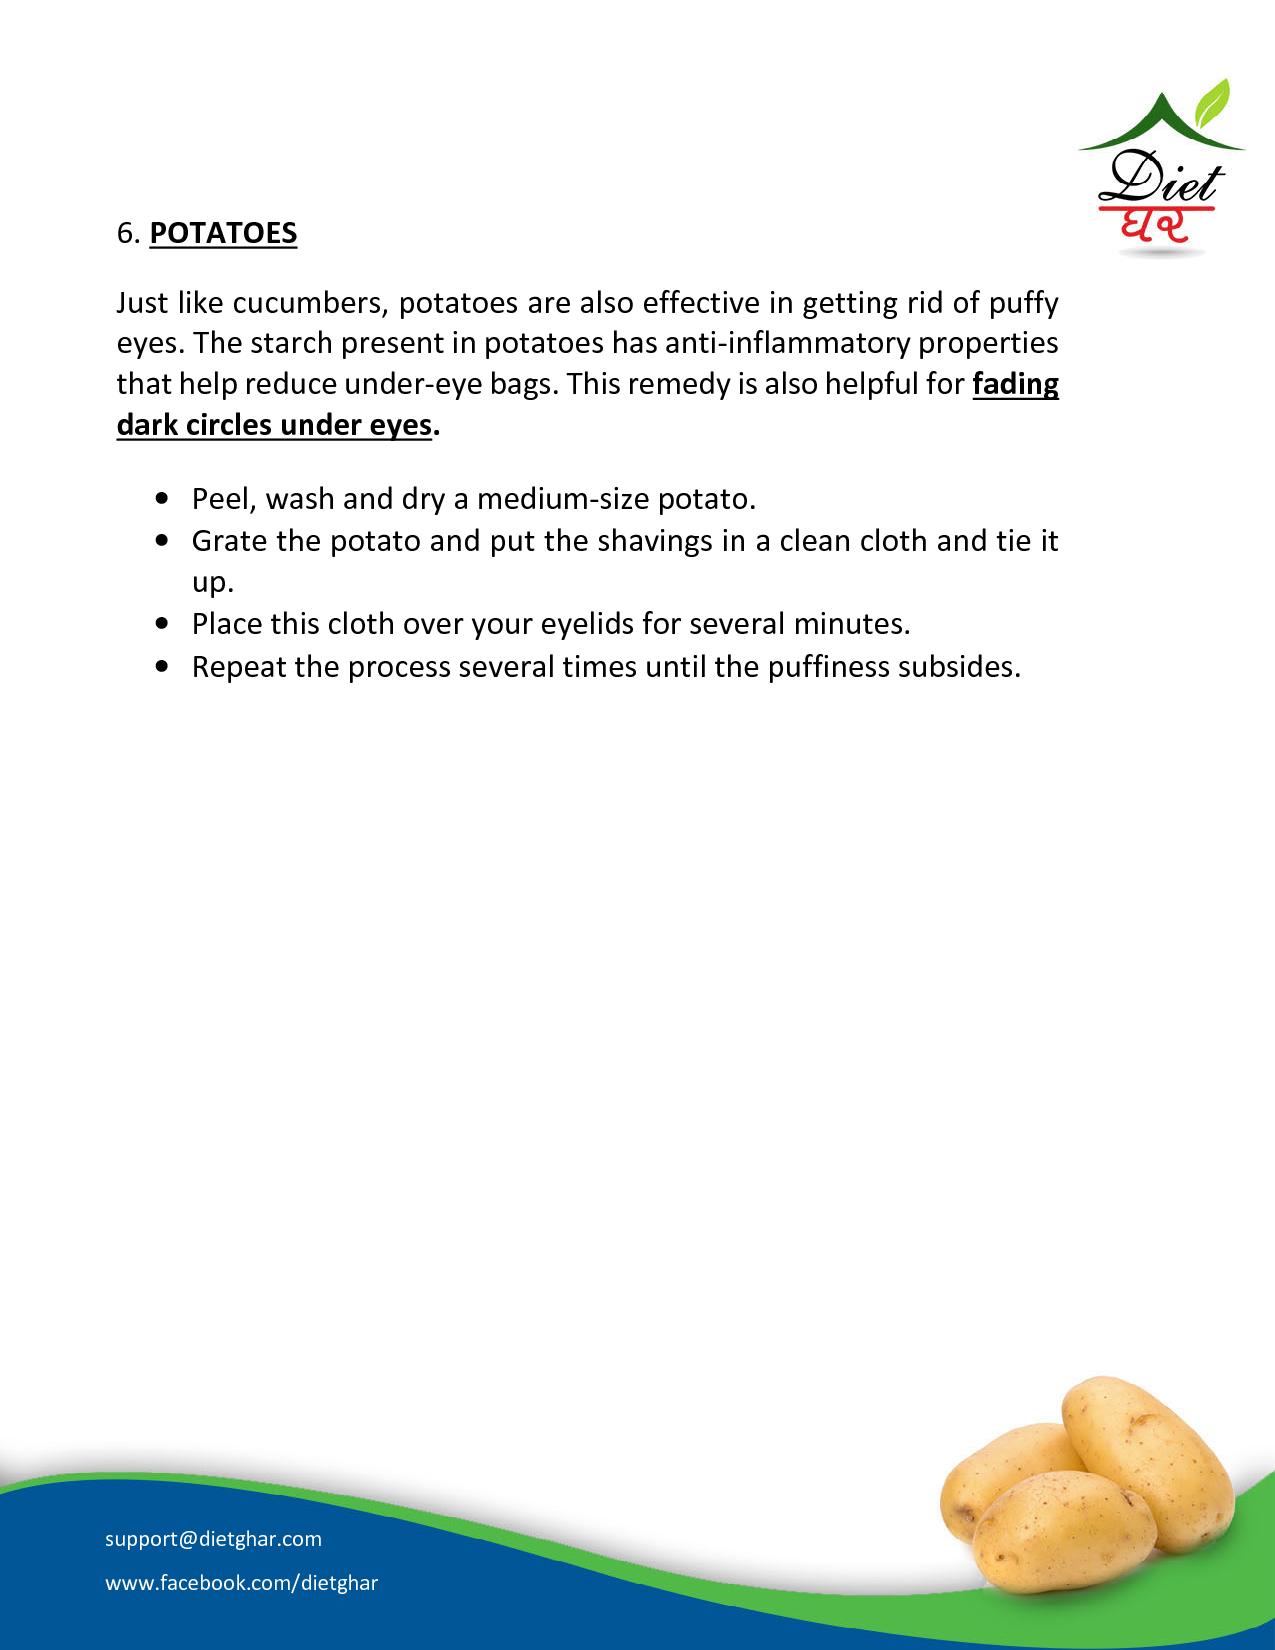 Diet
ઘર
6. POTATOES
Just like cucumbers, potatoes are also effective in getting rid of puffy
eyes. The starch present in potatoes has anti-inflammatory properties
that help reduce under-eye bags. This remedy is also helpful for fading
dark circles under eyes.
• Peel, wash and dry a medium-size potato.
• Grate the potato and put the shavings in a clean cloth and tie it
up.
• Place this cloth over your eyelids for several minutes.
• Repeat the process several times until the puffiness subsides.
support@dietghar.com
www.facebook.com/dietghar